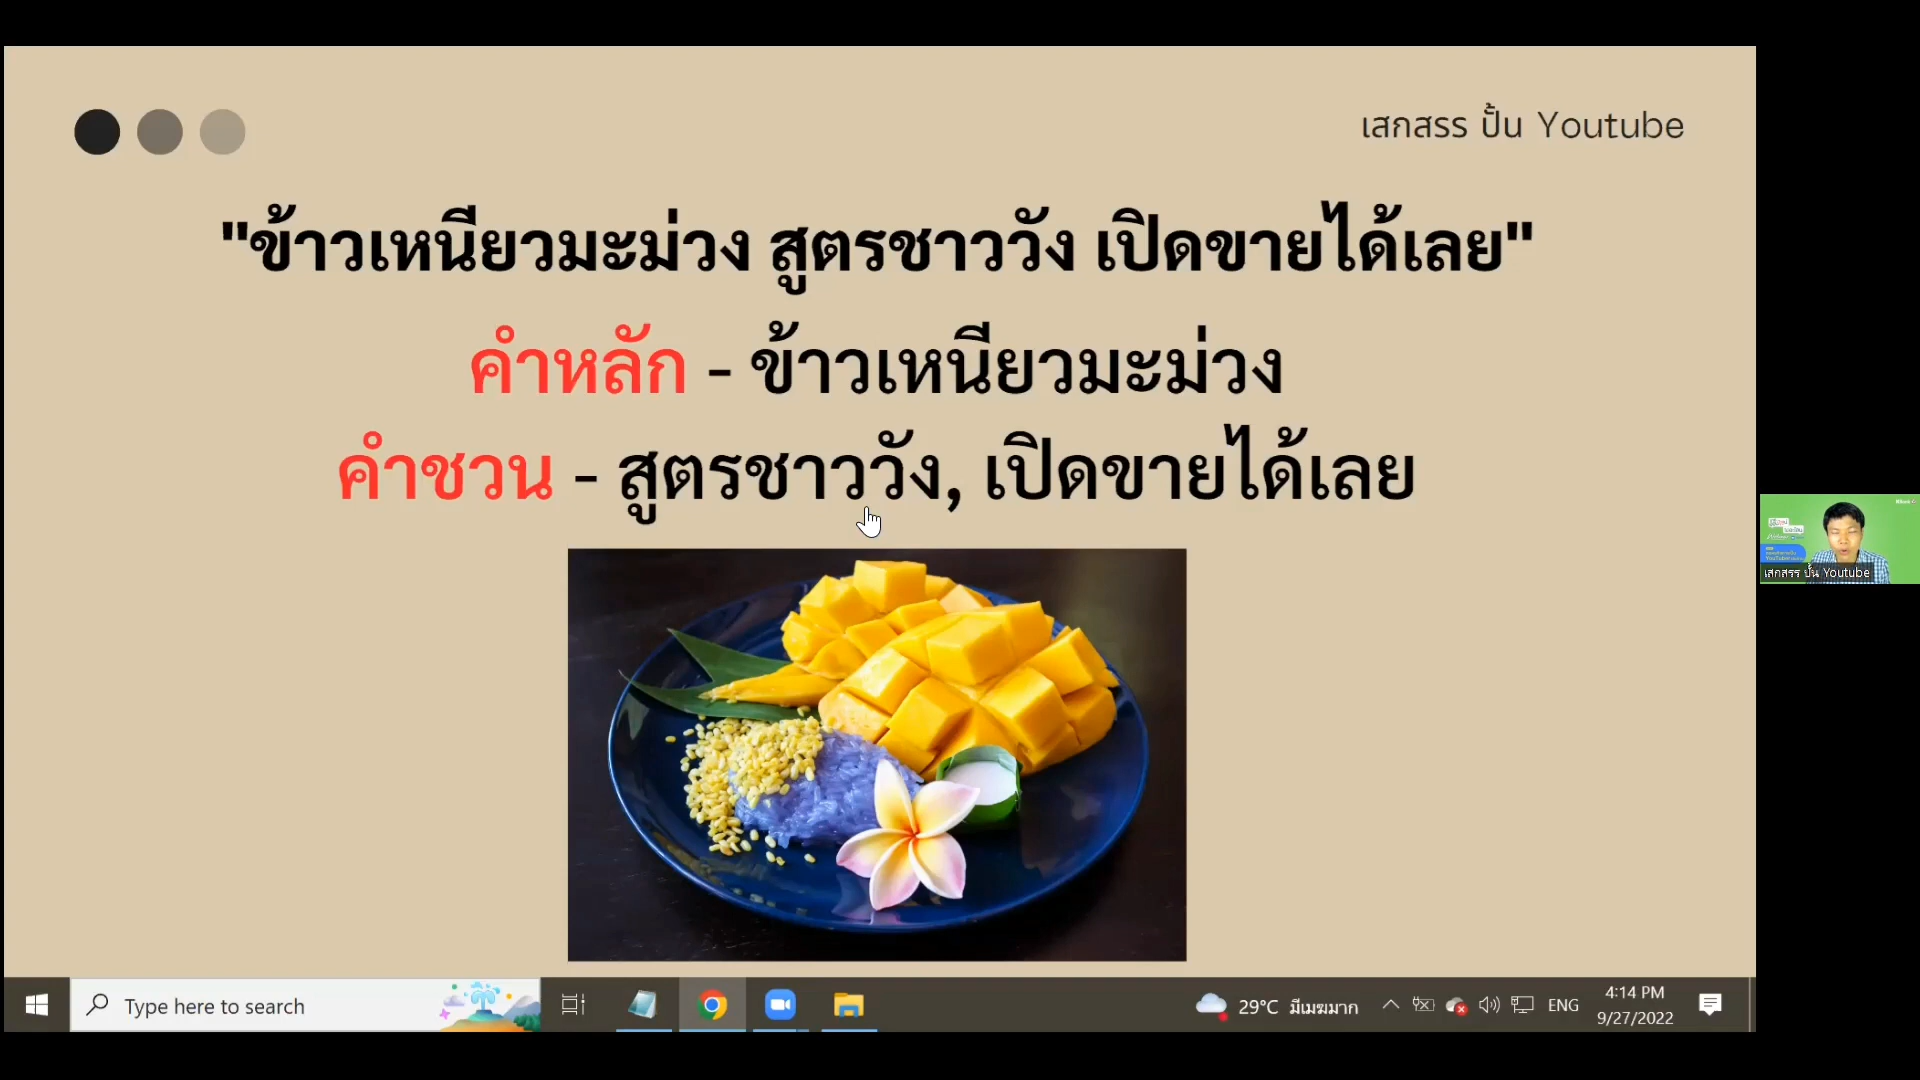 เสกสรร ปั้น Youtube
"ข้าวเหนียวมะม่วง สูตรชาววัง เปิดขายได้เลย"
คำหลัก - ข้าวเหนียวมะม่วง
คำชวน - สูตรชาววัง, เปิดขายได้เลย
เสกสรร ปั้น Youtube
Type here to search
29°C มีเมฆมาก
ENG
4:14 PM
9/27/2022